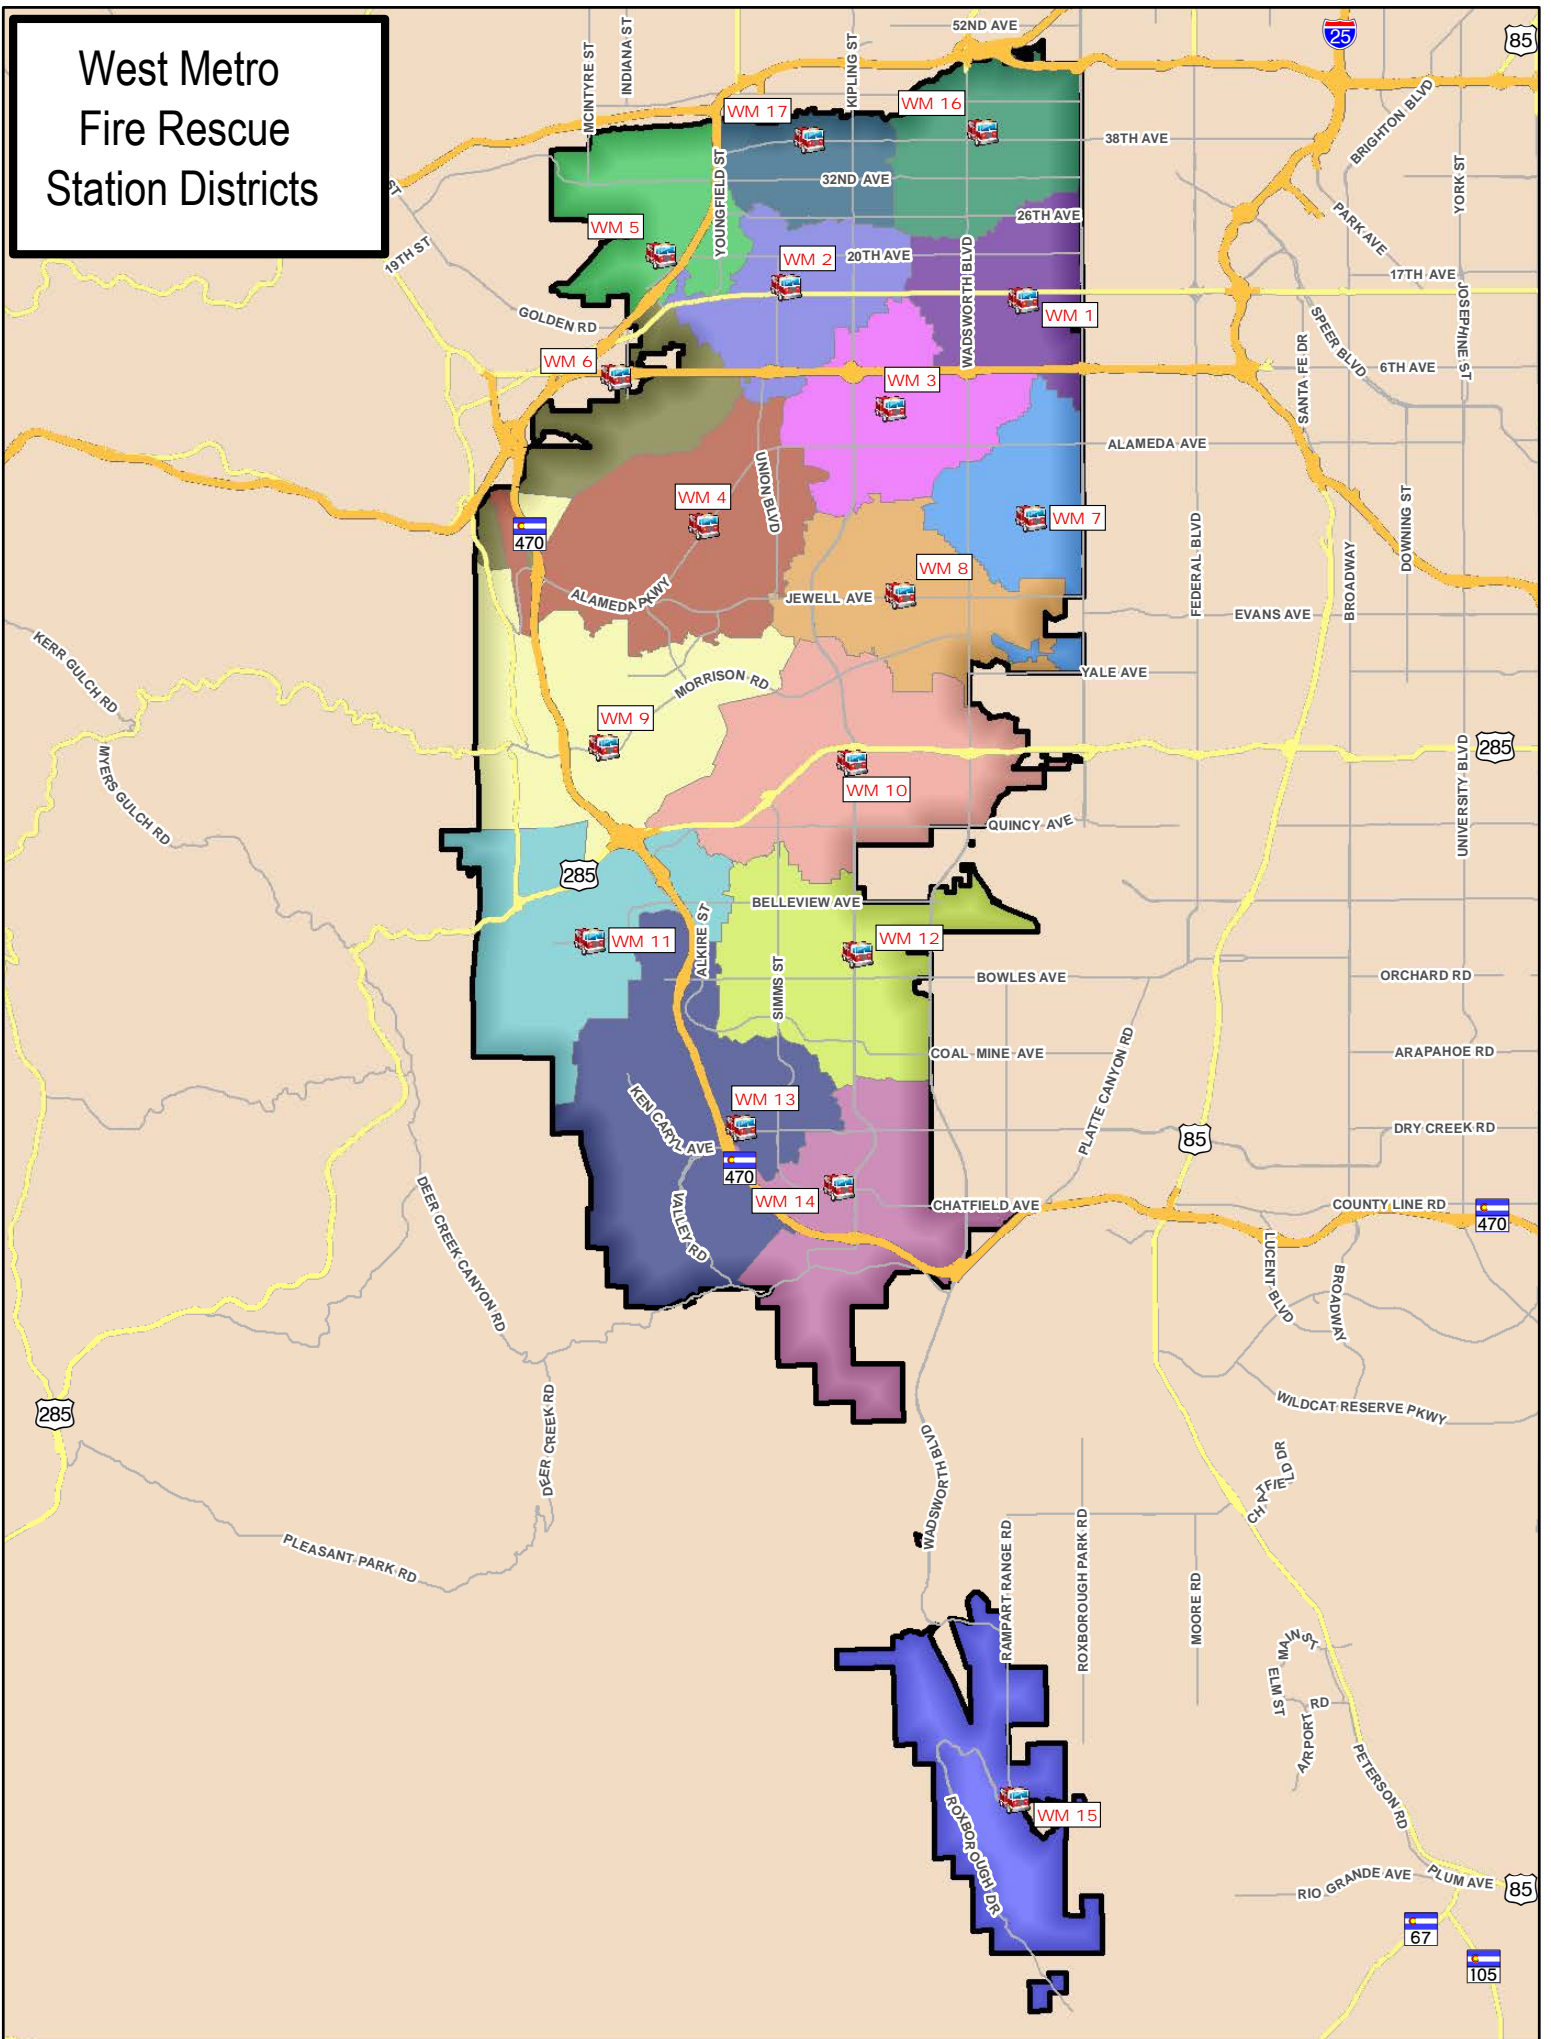 West Metro
Fire Rescue
Station Districts
52ND AVE
25
85
MCINTYRE ST
INDIANA ST
KIPLING ST
WM 17
WM 16
38TH AVE
BRIGHTON BLVD
YORK ST
ST
YOUNGFIELD ST
32ND AVE
26TH AVE
PARK AVE
19TH ST
WM 5
WM 2
20TH AVE
WADSWORTH BLVD
17TH AVE
GOLDEN RD
WM 1
SPEER BLVD
JOSEPHINE ST
SANTA FE DR
WM 6
WM 3
6TH AVE
ALAMEDA AVE
UNION BLVD
WM 4
WM 7
470
FEDERAL BLVD
BROADWAY
DOWNING ST
WM 8
ALAMEDA PKWY
JEWELL AVE
EVANS AVE
KERR GULCH RD
MORRISON RD
YALE AVE
WM 9
MYERS GULCH RD
UNIVERSITY BLVD
285
WM 10
QUINCY AVE
285
BELLEVIEW AVE
ALKIRE ST
WM 11
WM 12
SIMMS ST
BOWLES AVE
ORCHARD RD
COAL MINE AVE
ARAPAHOE RD
PLATTE CANYON RD
KEN CARYL AVE
WM 13
85
DRY CREEK RD
470
WM 14
VALLEY RD
CHATFIELD AVE
COUNTY LINE RD
470
DEER CREEK CANYON RD
LUCENT BLVD
BROADWAY
285
DEER CREEK RD
WILDCAT RESERVE PKWY
WADSWORTH BLVD
CHATFIELD DR
PLEASANT PARK RD
RAMPART RANGE RD
ROXBOROUGH PARK RD
MOORE RD
MAIN ST
ELM ST
AIRPORT RD
PETERSON RD
WM 15
ROXBOROUGH DR
RIO GRANDE AVE
PLUM AVE
85
67
105